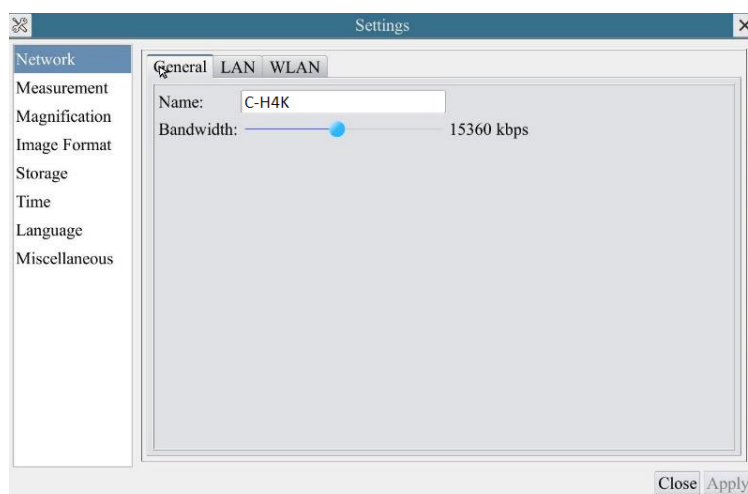 Settings
Network
Measurement
Magnification
Image Format
Storage
Time
Language
Miscellaneous
General LAN WLAN
Name: C-H4K
Bandwidth: 15360 kbps
Close Apply